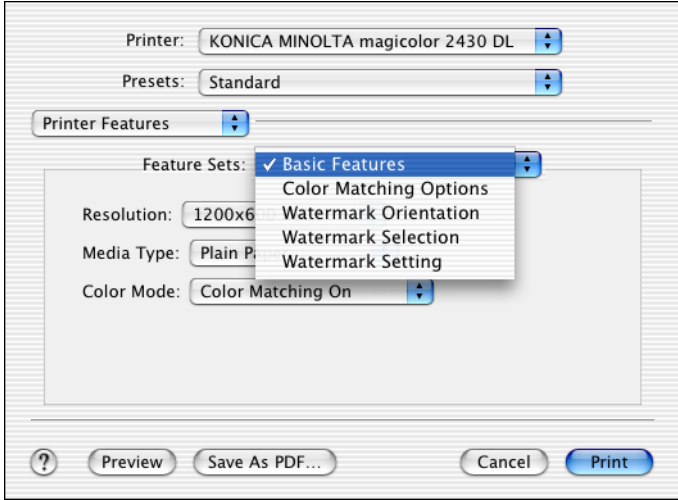 Printer: KONICA MINOLTA magicolor 2430 DL
Presets: Standard
Printer Features
Feature Sets: ✓ Basic Features
Color Matching Options
Watermark Orientation
Watermark Selection
Watermark Setting
Resolution:
Media Type: Plain
Color Mode: Color Matching On
? Preview Save As PDF... Cancel Print